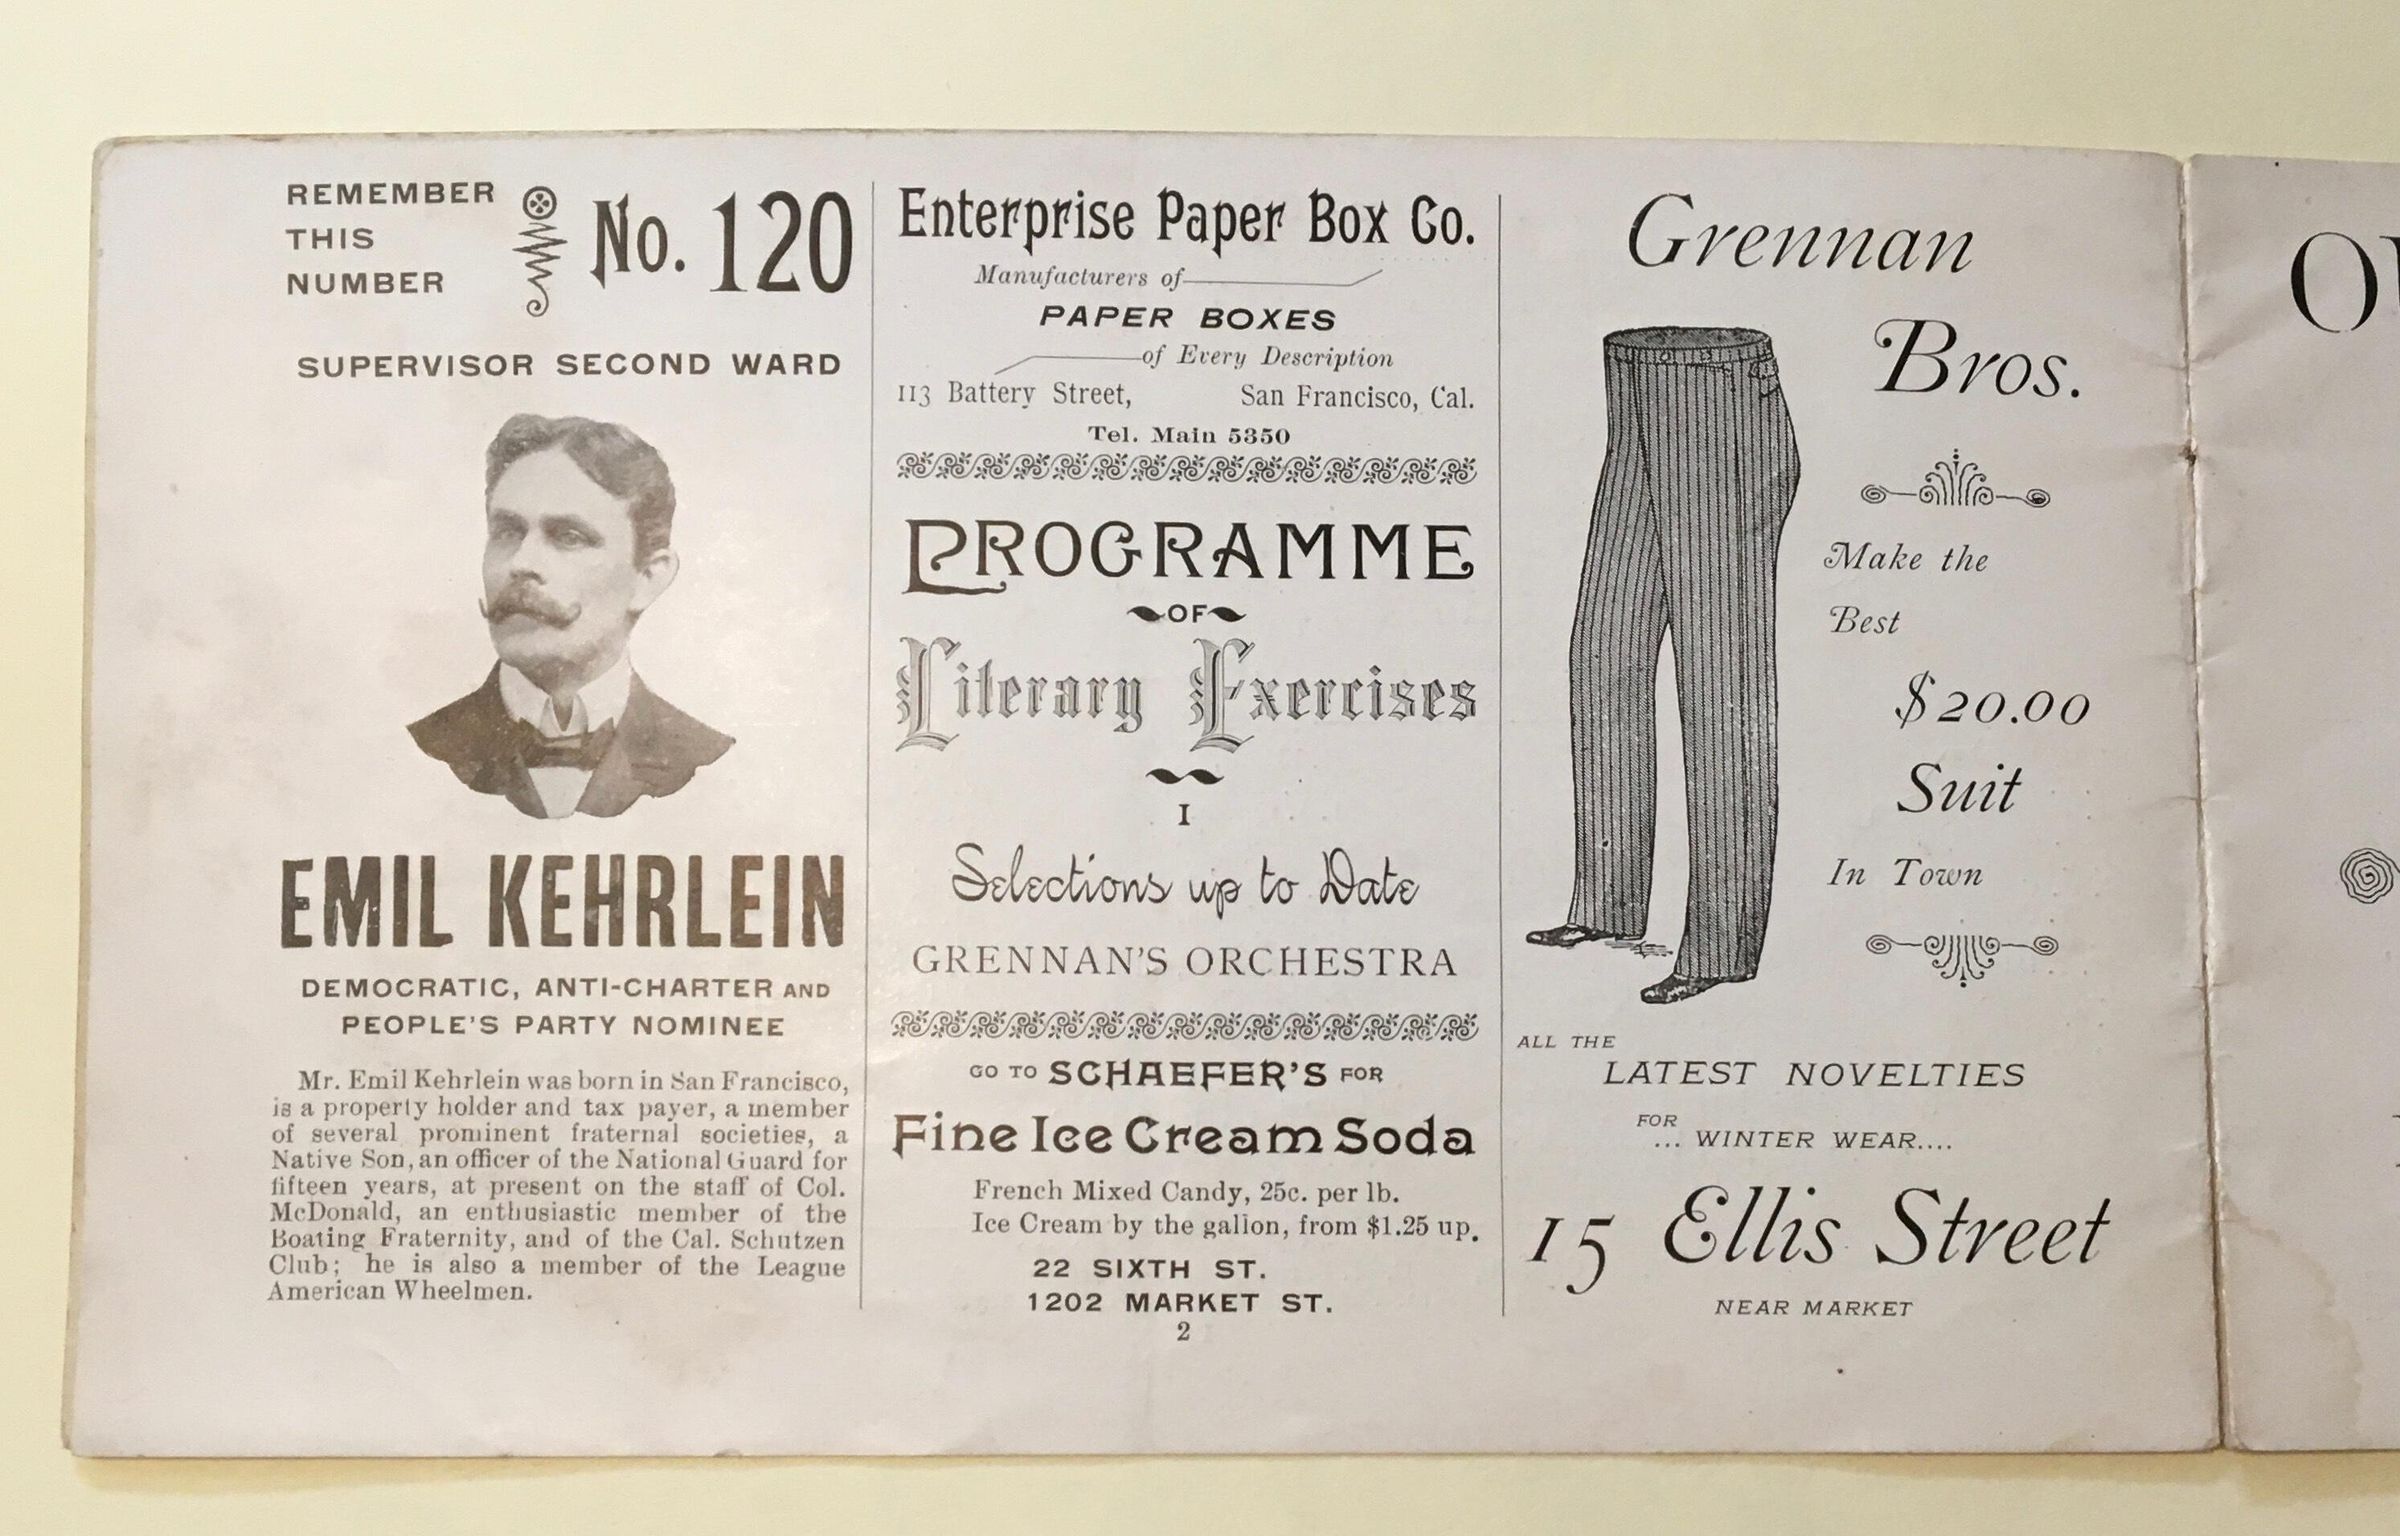 REMEMBER
THIS
NUMBER
No. 120
SUPERVISOR SECOND WARD
EMIL KEHRLEIN
DEMOCRATIC, ANTI-CHARTER AND
PEOPLE'S PARTY NOMINEE
Mr. Emil Kehrlein was born in San Francisco,
is a property holder and tax payer, a member
of several prominent fraternal societies, a
Native Son, an officer of the National Guard for
fifteen years, at present on the staff of Col.
McDonald, an enthusiastic member of the
Boating Fraternity, and of the Cal. Schutzen
Club; he is also a member of the League
American Wheelmen.
Enterprise Paper Box Co.
Manufacturers of
PAPER BOXES
of Every Description
113 Battery Street, San Francisco, Cal.
Tel. Main 5350
PROGRAMME
OF
Literary Exercises
I
Selections up to Date
GRENNAN'S ORCHESTRA
GO TO SCHAEFER'S FOR
Fine Ice Cream Soda
French Mixed Candy, 25c. per lb.
Ice Cream by the gallon, from $1.25 up.
22 SIXTH ST.
1202 MARKET ST.
2
Grennan
Bros.
Make the
Best
$20.00
Suit
In Town
ALL THE
LATEST NOVELTIES
FOR
... WINTER WEAR....
15 Ellis Street
NEAR MARKET